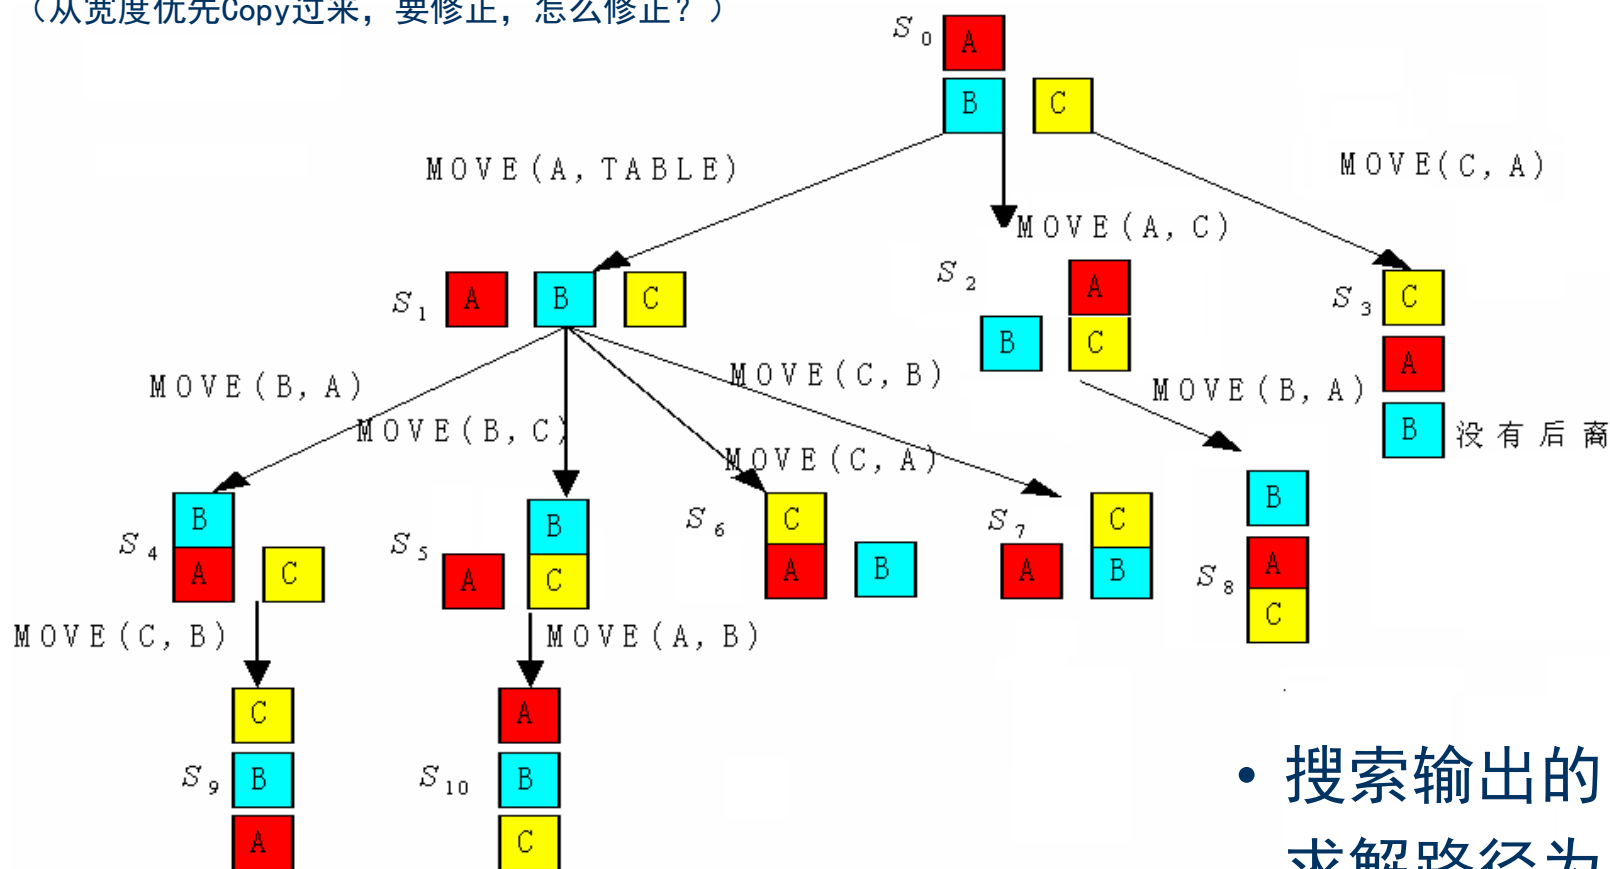 (从宽度优先Copy过来,要修正,怎么修正?)
S0
A
B C
MOVE(A,TABLE)
MOVE(C,A)
MOVE(A,C)
S1 A B C
S2
A
B C
S3 C
A
B 没有后裔
MOVE(B,A)
MOVE(B,C)
MOVE(C,B)
MOVE(C,A)
MOVE(B,A)
S4
B
A C
S5
B
A C
S6
C
A B
S7
C
A B
S8
B
A
C
MOVE(C,B)
MOVE(A,B)
S9
C
B
A
S10
A
B
C
• 搜索输出的
求解路径为